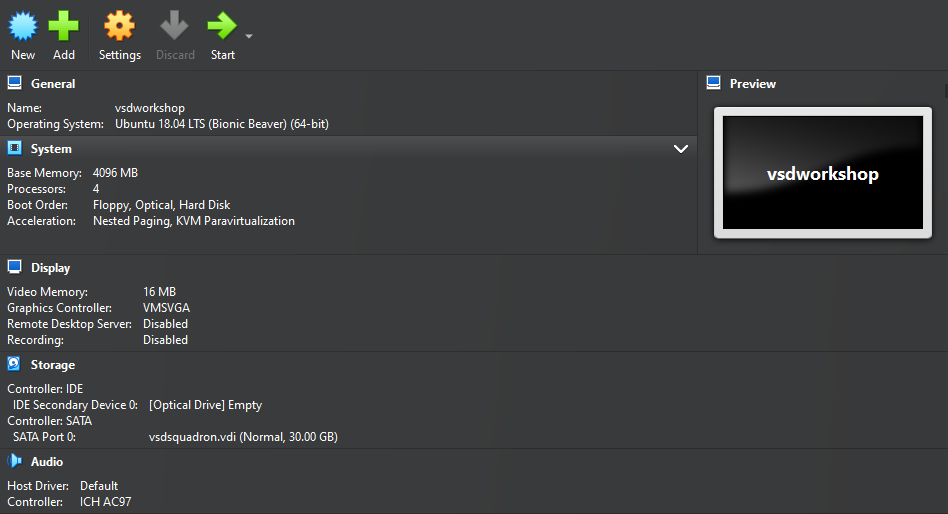 New Add Settings Discard Start
General
Name: vsdworkshop
Operating System: Ubuntu 18.04 LTS (Bionic Beaver) (64-bit)
System
Base Memory: 4096 MB
Processors: 4
Boot Order: Floppy, Optical, Hard Disk
Acceleration: Nested Paging, KVM Paravirtualization
Preview
vsdworkshop
Display
Video Memory: 16 MB
Graphics Controller: VMSVGA
Remote Desktop Server: Disabled
Recording: Disabled
Storage
Controller: IDE
IDE Secondary Device 0: [Optical Drive] Empty
Controller: SATA
SATA Port 0: vsdsquadron.vdi (Normal, 30.00 GB)
Audio
Host Driver: Default
Controller: ICH AC97